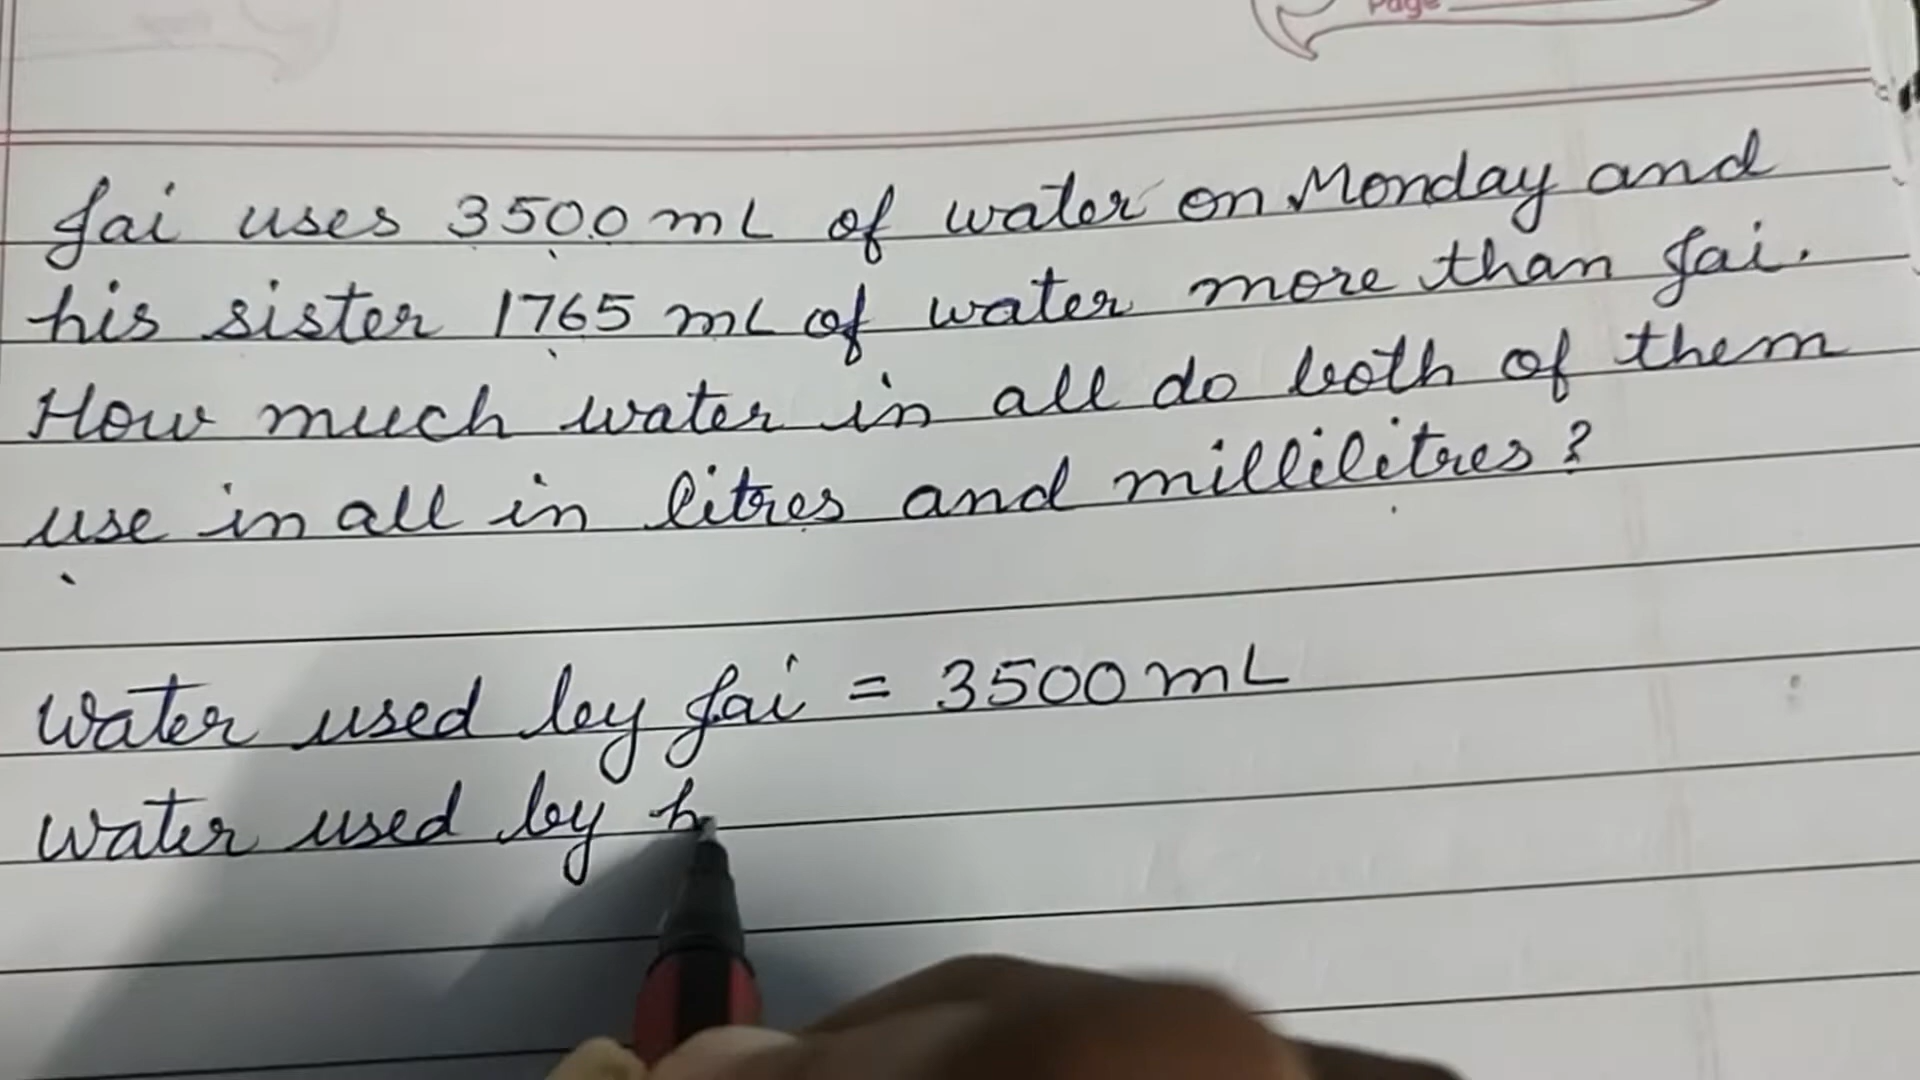 Page
Jai uses 3500 mL of water on Monday and
his sister 1765 mL of water more than Jai.
How much water in all do both of them
use in all in litres and millilitres?
Water used by Jai = 3500 mL
Water used by h